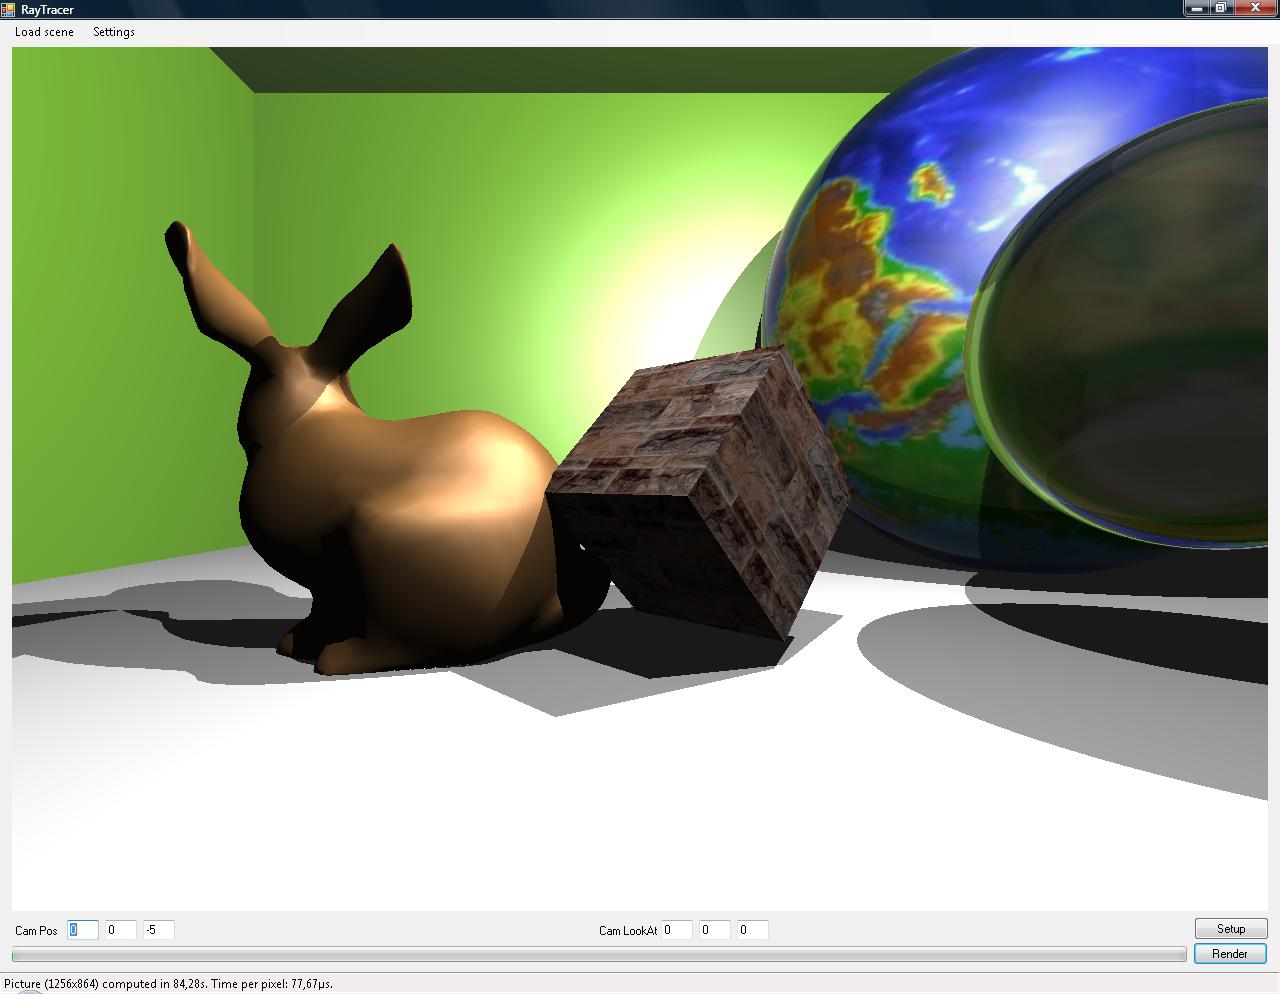 RayTracer
Load scene Settings
Cam Pos 0 0 -5 Cam LookAt 0 0 0 Setup
Render
Picture (1256x864) computed in 84,28s. Time per pixel: 77,67µs.